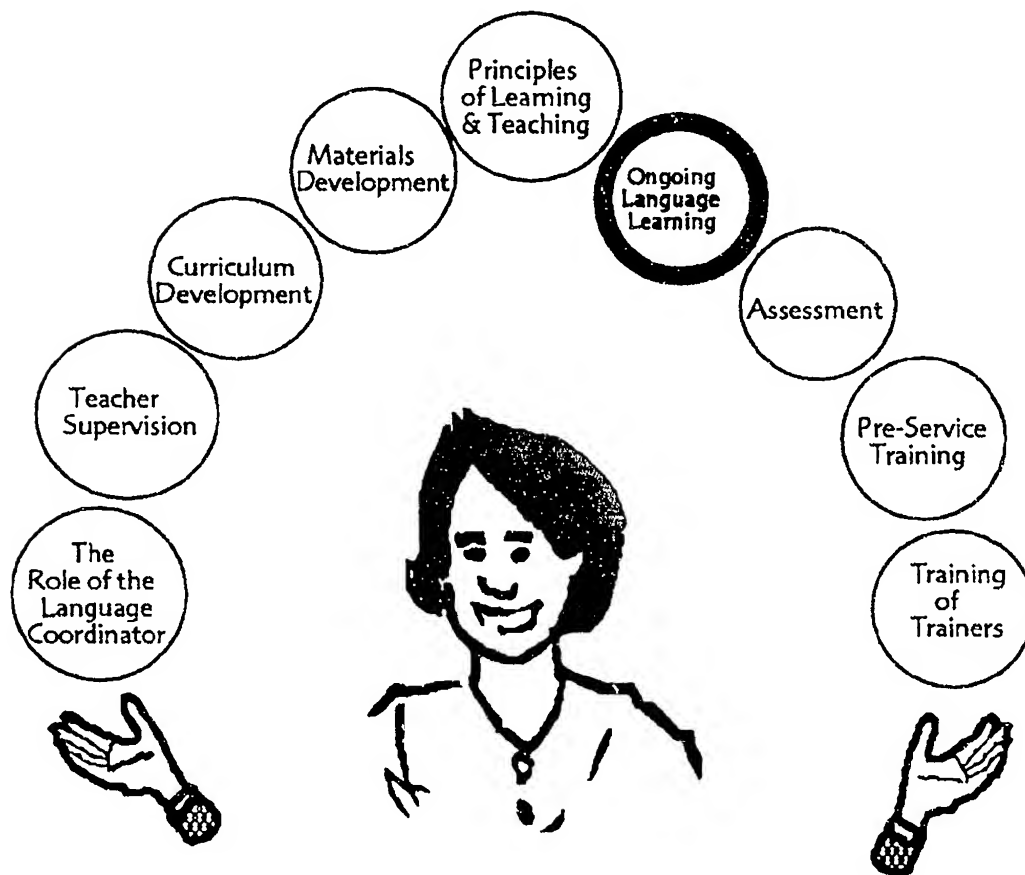 The
Role of the
Language
Coordinator
Teacher
Supervision
Curriculum
Development
Materials
Development
Principles
of Learning
& Teaching
Ongoing
Language
Learning
Assessment
Pre-Service
Training
Training
of
Trainers